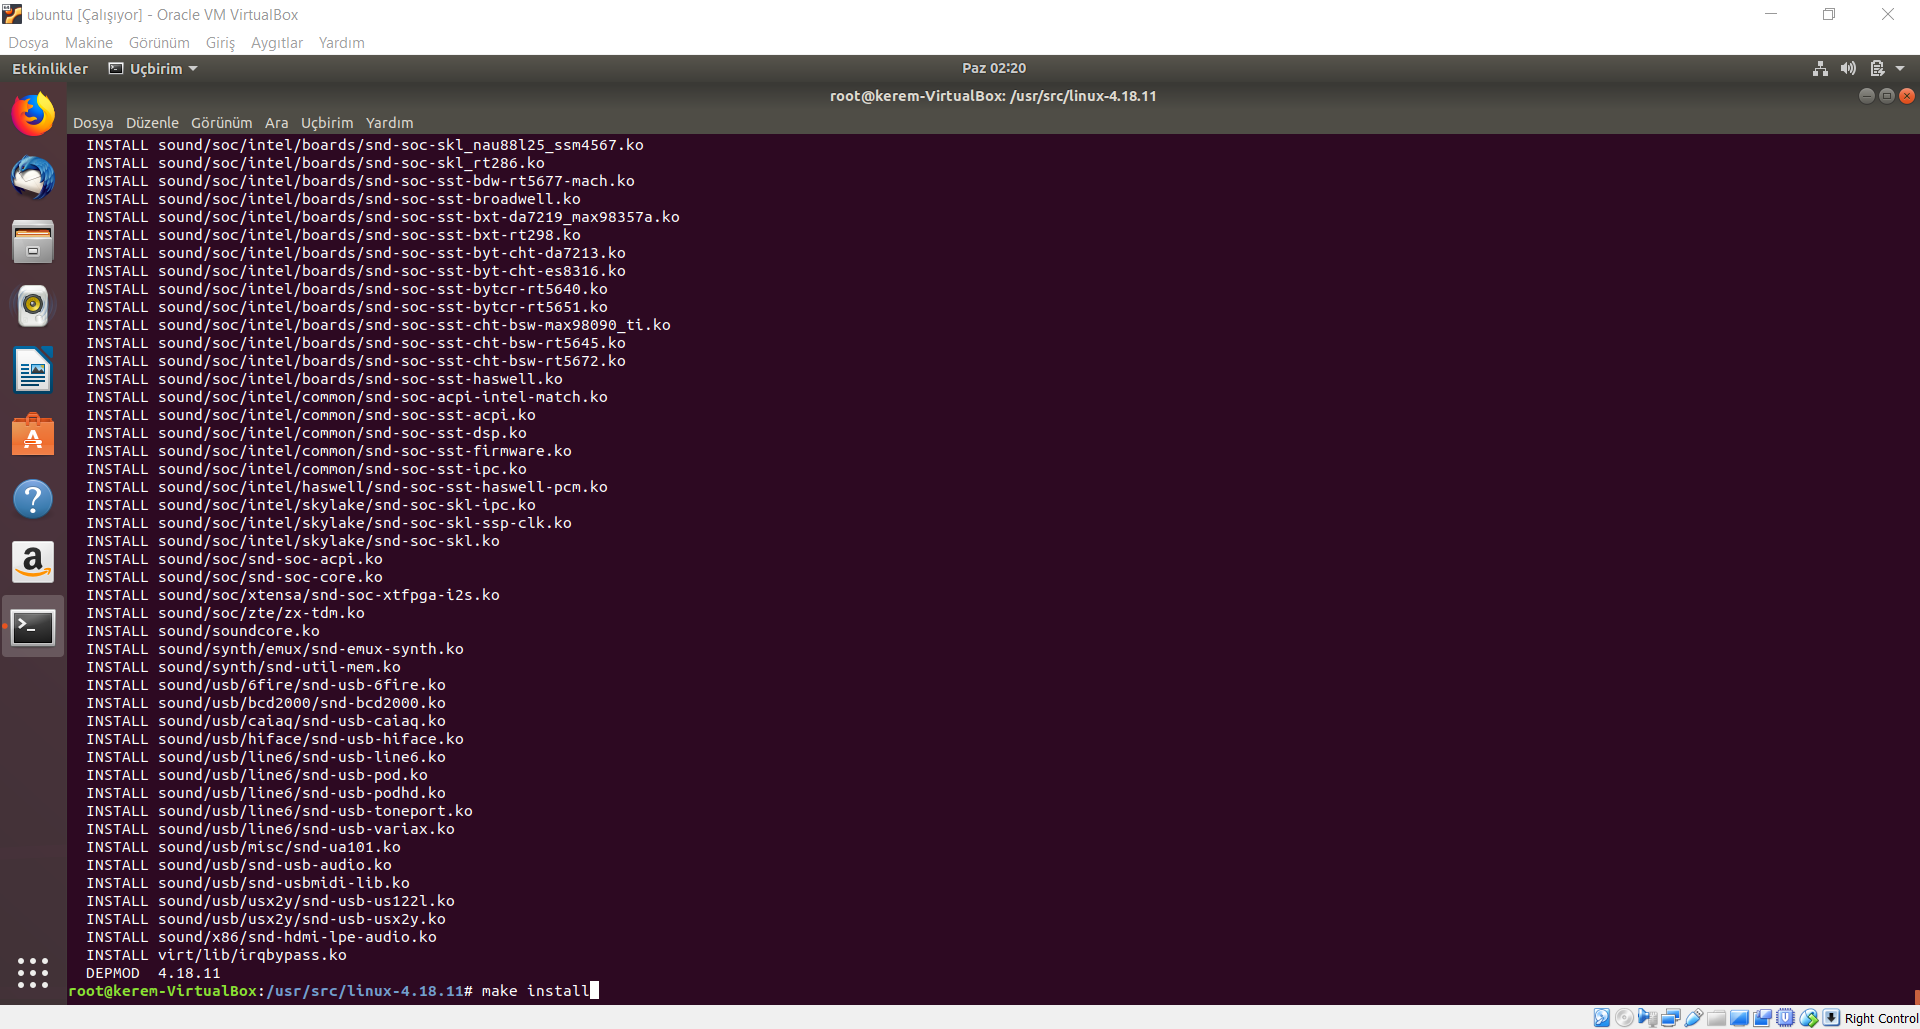 ubuntu [Çalışıyor] - Oracle VM VirtualBox
Dosya Makine Görünüm Giriş Aygıtlar Yardım
Etkinlikler Uçbirim Paz 02:20
root@kerem-VirtualBox: /usr/src/linux-4.18.11
Dosya Düzenle Görünüm Ara Uçbirim Yardım
INSTALL sound/soc/intel/boards/snd-soc-skl_nau88l25_ssm4567.ko
INSTALL sound/soc/intel/boards/snd-soc-skl_rt286.ko
INSTALL sound/soc/intel/boards/snd-soc-sst-bdw-rt5677-mach.ko
INSTALL sound/soc/intel/boards/snd-soc-sst-broadwell.ko
INSTALL sound/soc/intel/boards/snd-soc-sst-bxt-da7219_max98357a.ko
INSTALL sound/soc/intel/boards/snd-soc-sst-bxt-rt298.ko
INSTALL sound/soc/intel/boards/snd-soc-sst-byt-cht-da7213.ko
INSTALL sound/soc/intel/boards/snd-soc-sst-byt-cht-es8316.ko
INSTALL sound/soc/intel/boards/snd-soc-sst-bytcr-rt5640.ko
INSTALL sound/soc/intel/boards/snd-soc-sst-bytcr-rt5651.ko
INSTALL sound/soc/intel/boards/snd-soc-sst-cht-bsw-max98090_ti.ko
INSTALL sound/soc/intel/boards/snd-soc-sst-cht-bsw-rt5645.ko
INSTALL sound/soc/intel/boards/snd-soc-sst-cht-bsw-rt5672.ko
INSTALL sound/soc/intel/boards/snd-soc-sst-haswell.ko
INSTALL sound/soc/intel/common/snd-soc-acpi-intel-match.ko
INSTALL sound/soc/intel/common/snd-soc-sst-acpi.ko
INSTALL sound/soc/intel/common/snd-soc-sst-dsp.ko
INSTALL sound/soc/intel/common/snd-soc-sst-firmware.ko
INSTALL sound/soc/intel/common/snd-soc-sst-ipc.ko
INSTALL sound/soc/intel/haswell/snd-soc-sst-haswell-pcm.ko
INSTALL sound/soc/intel/skylake/snd-soc-skl-ipc.ko
INSTALL sound/soc/intel/skylake/snd-soc-skl-ssp-clk.ko
INSTALL sound/soc/intel/skylake/snd-soc-skl.ko
INSTALL sound/soc/snd-soc-acpi.ko
INSTALL sound/soc/snd-soc-core.ko
INSTALL sound/soc/xtensa/snd-soc-xtfpga-i2s.ko
INSTALL sound/soc/zte/zx-tdm.ko
INSTALL sound/soundcore.ko
INSTALL sound/synth/emux/snd-emux-synth.ko
INSTALL sound/synth/snd-util-mem.ko
INSTALL sound/usb/6fire/snd-usb-6fire.ko
INSTALL sound/usb/bcd2000/snd-bcd2000.ko
INSTALL sound/usb/caiaq/snd-usb-caiaq.ko
INSTALL sound/usb/hiface/snd-usb-hiface.ko
INSTALL sound/usb/line6/snd-usb-line6.ko
INSTALL sound/usb/line6/snd-usb-pod.ko
INSTALL sound/usb/line6/snd-usb-podhd.ko
INSTALL sound/usb/line6/snd-usb-toneport.ko
INSTALL sound/usb/line6/snd-usb-variax.ko
INSTALL sound/usb/misc/snd-ua101.ko
INSTALL sound/usb/snd-usb-audio.ko
INSTALL sound/usb/snd-usbmidi-lib.ko
INSTALL sound/usb/usx2y/snd-usb-us122l.ko
INSTALL sound/usb/usx2y/snd-usb-usx2y.ko
INSTALL sound/x86/snd-hdmi-lpe-audio.ko
INSTALL virt/lib/irqbypass.ko
DEPMOD 4.18.11
root@kerem-VirtualBox:/usr/src/linux-4.18.11# make install
Right Control